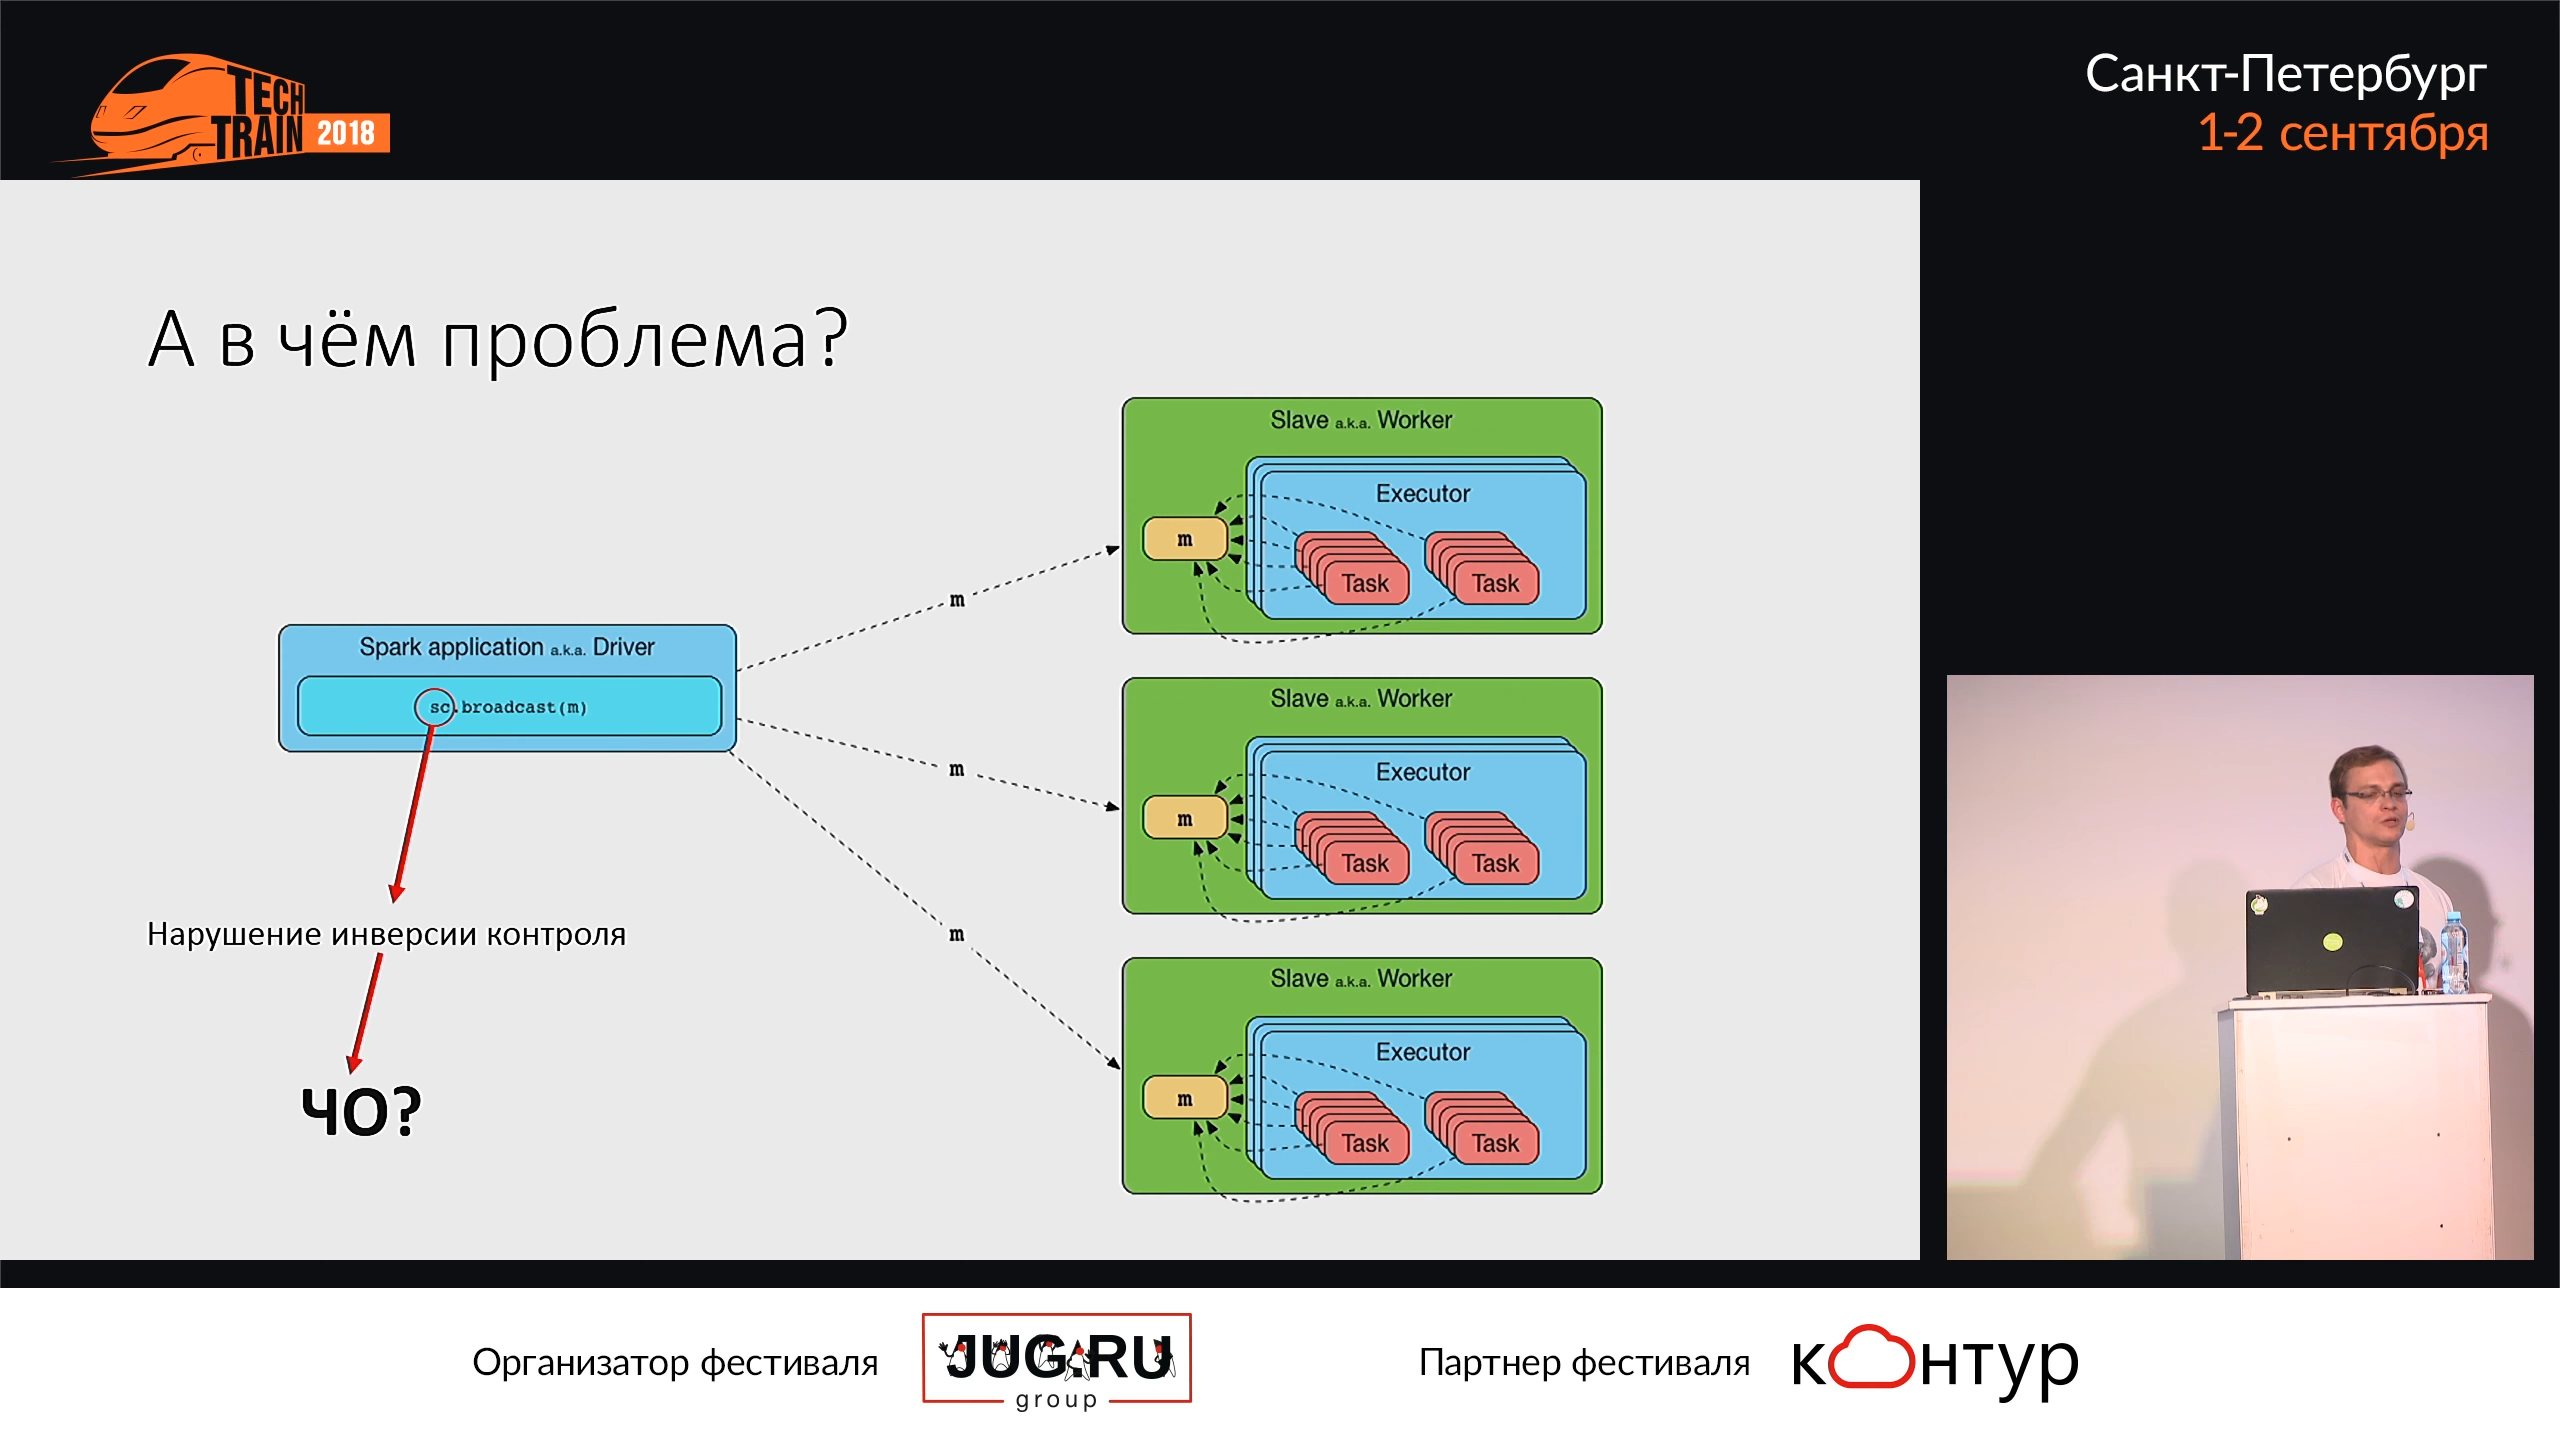 TECH
TRAIN 2018
Санкт-Петербург
1-2 сентября
А в чём проблема?
Spark application a.k.a. Driver
sc.broadcast(m)
m
m
m
Нарушение инверсии контроля
ЧО?
Slave a.k.a. Worker
Executor
m
Task
Task
Slave a.k.a. Worker
Executor
m
Task
Task
Slave a.k.a. Worker
Executor
m
Task
Task
Организатор фестиваля
JUG.RU
group
Партнер фестиваля
контур